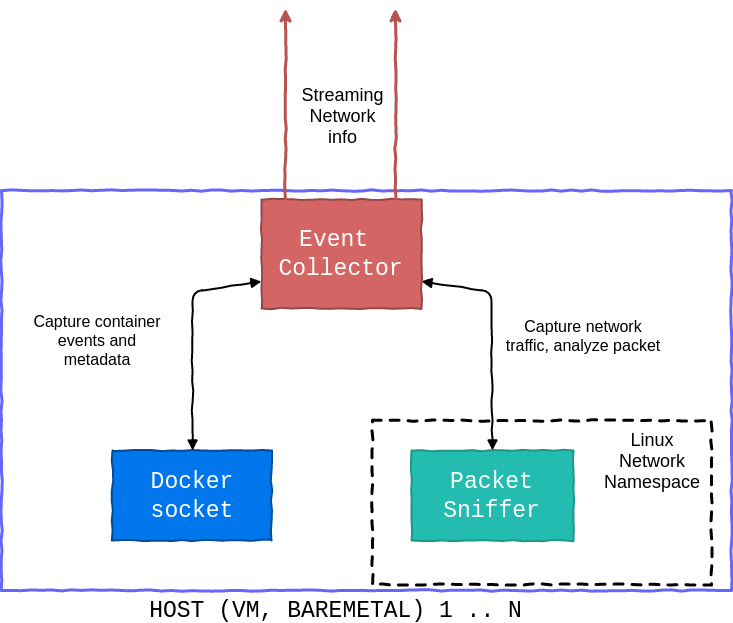 Streaming
Network
info
Event
Collector
Capture container
events and
metadata
Capture network
traffic, analyze packet
Docker
socket
Packet
Sniffer
Linux
Network
Namespace
HOST (VM, BAREMETAL) 1 .. N